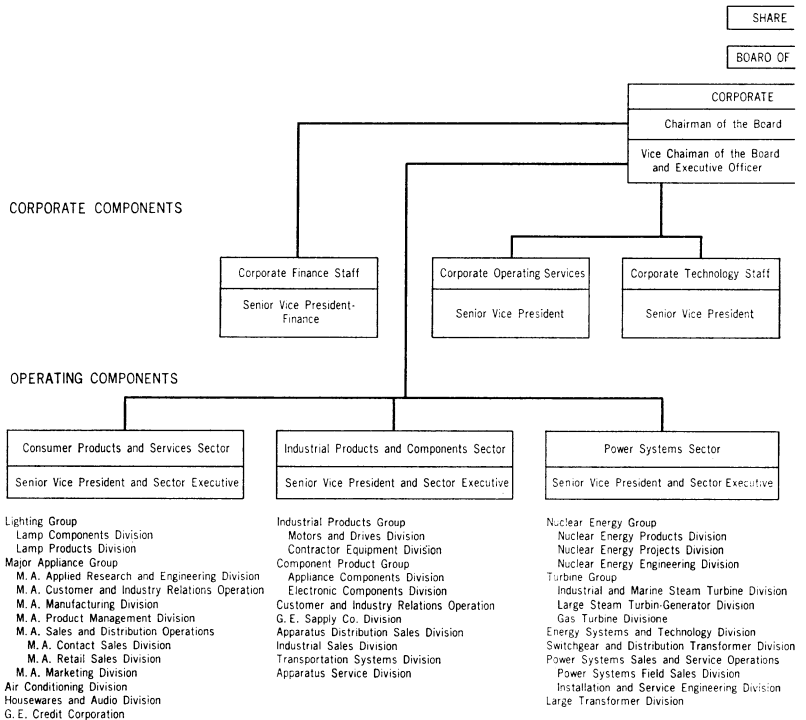 SHARE
BOARO OF
CORPORATE
Chairman of the Board
Vice Chaiman of the Board
and Executive Officer
CORPORATE COMPONENTS
Corporate Finance Staff
Senior Vice President-
Finance
Corporate Operating Services
Senior Vice President
Corporate Technology Staff
Senior Vice President
OPERATING COMPONENTS
Consumer Products and Services Sector
Senior Vice President and Sector Executive
Lighting Group
Lamp Components Division
Lamp Products Division
Major Appliance Group
M. A. Applied Research and Engineering Division
M. A. Customer and Industry Relations Operation
M. A. Manufacturing Division
M. A. Product Management Division
M. A. Sales and Distribution Operations
M. A. Contact Sales Division
M. A. Retail Sales Division
M. A. Marketing Division
Air Conditioning Division
Housewares and Audio Division
G. E. Credit Corporation
Industrial Products and Components Sector
Senior Vice President and Sector Executive
Industrial Products Group
Motors and Drives Division
Contractor Equipment Division
Component Product Group
Appliance Components Division
Electronic Components Division
Customer and Industry Relations Operation
G. E. Sapply Co. Division
Apparatus Distribution Sales Division
Industrial Sales Division
Transportation Systems Division
Apparatus Service Division
Power Systems Sector
Senior Vice President and Sector Executive
Nuclear Energy Group
Nuclear Energy Products Division
Nuclear Energy Projects Division
Nuclear Energy Engineering Division
Turbine Group
Industrial and Marine Steam Turbine Division
Large Steam Turbin-Generator Division
Gas Turbine Divisione
Energy Systems and Technology Division
Switchgear and Distribution Transformer Division
Power Systems Sales and Service Operations
Power Systems Field Sales Division
Installation and Service Engineering Division
Large Transformer Division